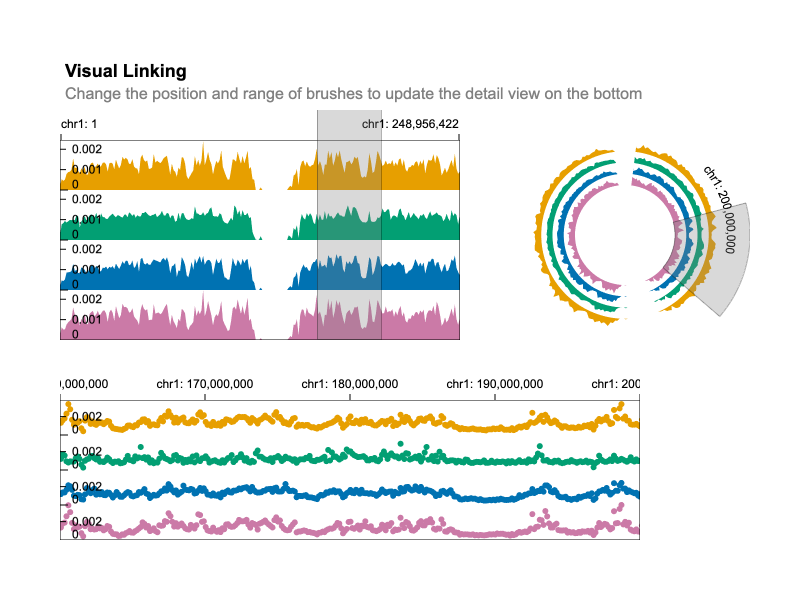 Visual Linking
Change the position and range of brushes to update the detail view on the bottom
chr1: 1
chr1: 248,956,422
0.002
0.001
0
0.002
0.001
0
0.002
0.001
0
0.002
0.001
0
chr1: 200,000,000
0,000,000
chr1: 170,000,000
chr1: 180,000,000
chr1: 190,000,000
chr1: 200
0.002
0
0.002
0
0.002
0
0.002
0